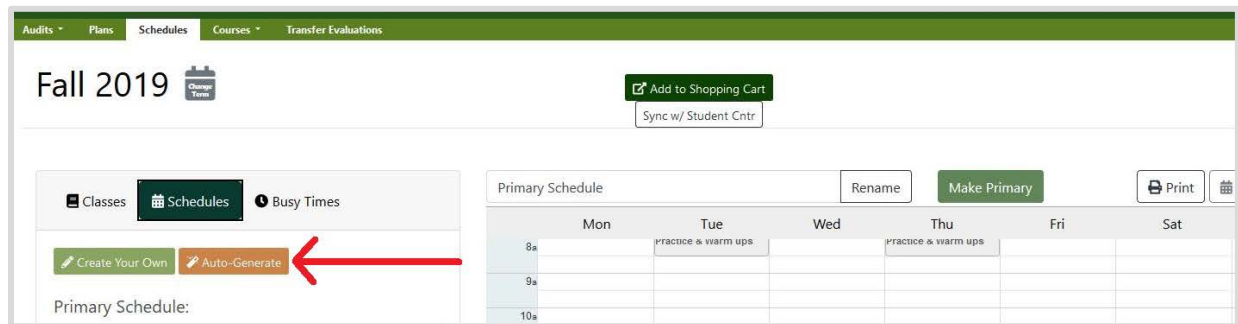 Audits Plans Schedules Courses Transfer Evaluations
Fall 2019 Change Term
Add to Shopping Cart
Sync w/ Student Cntr
Classes Schedules Busy Times
Create Your Own Auto-Generate
Primary Schedule:
Primary Schedule Rename Make Primary Print
Mon Tue Wed Thu Fri Sat
8a Practice & Warm ups Practice & Warm ups
9a
10a